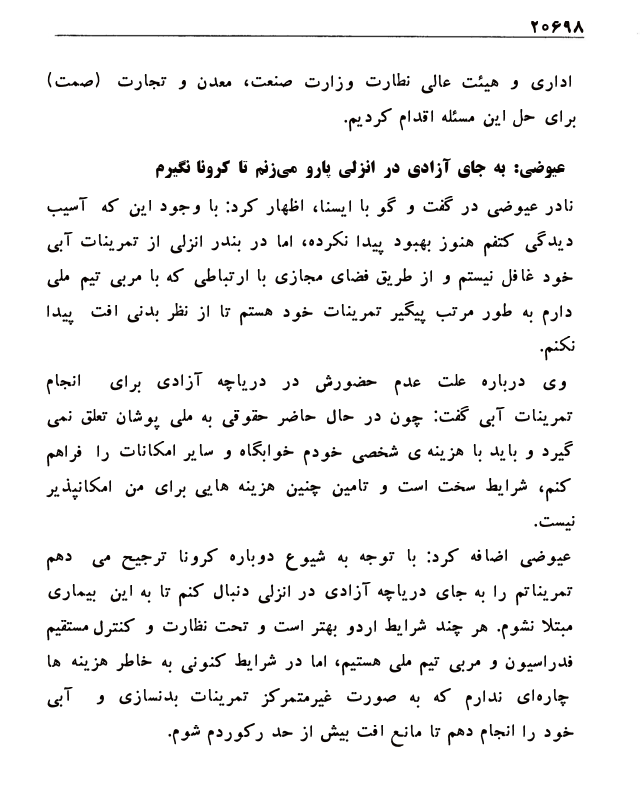 ۲۰۶۹۸
اداری و هیئت عالی نطارت وزارت صنعت، معدن و تجارت (صمت)
برای حل این مسئله اقدام کردیم.
عیوضی: به جای آزادی در انزلی پارو می‌زنم تا کرونا نگیرم
نادر عیوضی در گفت و گو با ایسنا، اظهار کرد: با وجود این که آسیب
دیدگی کتفم هنوز بهبود پیدا نکرده، اما در بندر انزلی از تمرینات آبی
خود غافل نیستم و از طریق فضای مجازی با ارتباطی که با مربی تیم ملی
دارم به طور مرتب پیگیر تمرینات خود هستم تا از نظر بدنی افت پیدا
نکنم.
وی درباره علت عدم حضورش در دریاچه آزادی برای انجام
تمرینات آبی گفت: چون در حال حاضر حقوقی به ملی پوشان تعلق نمی
گیرد و باید با هزینه ی شخصی خودم خوابگاه و سایر امکانات را فراهم
کنم، شرایط سخت است و تامین چنین هزینه هایی برای من امکانپذیر
نیست.
عیوضی اضافه کرد: با توجه به شیوع دوباره کرونا ترجیح می دهم
تمریناتم را به جای دریاچه آزادی در انزلی دنبال کنم تا به این بیماری
مبتلا نشوم. هر چند شرایط اردو بهتر است و تحت نظارت و کنترل مستقیم
فدراسیون و مربی تیم ملی هستیم، اما در شرایط کنونی به خاطر هزینه ها
چاره‌ای ندارم که به صورت غیرمتمرکز تمرینات بدنسازی و آبی
خود را انجام دهم تا مانع افت بیش از حد رکوردم شوم.